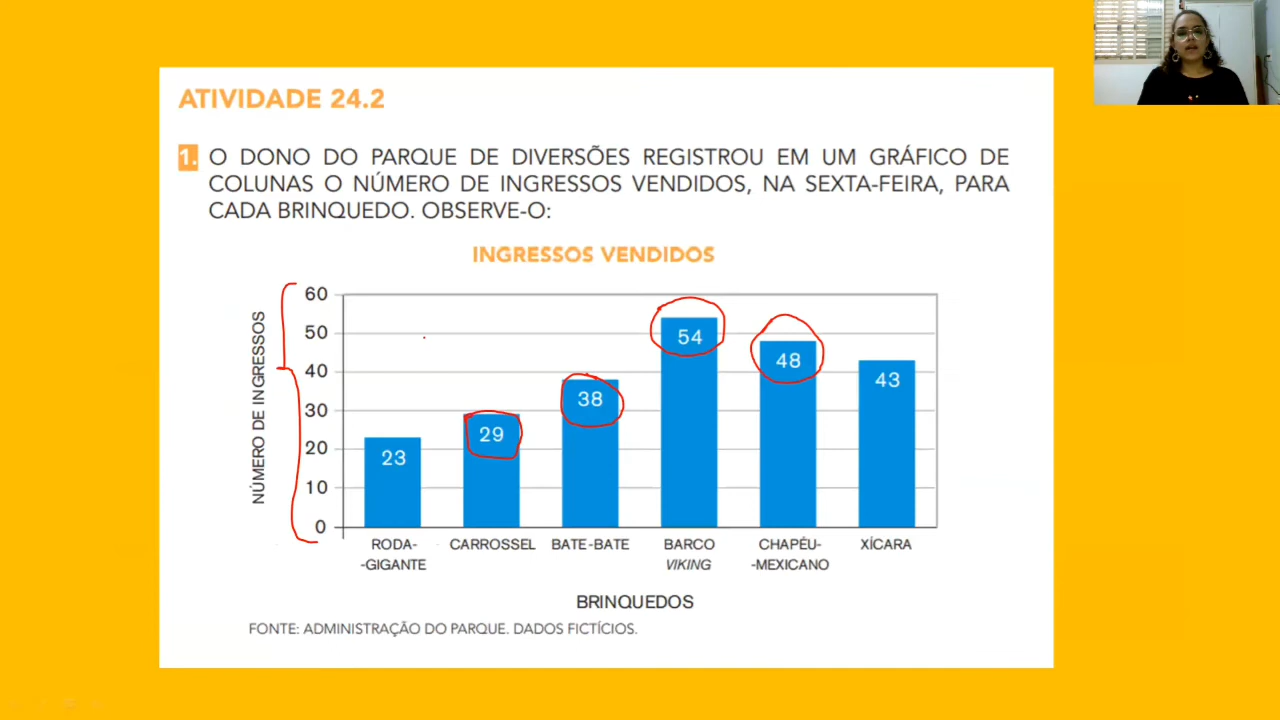 ATIVIDADE 24.2
1. O DONO DO PARQUE DE DIVERSÕES REGISTROU EM UM GRÁFICO DE
COLUNAS O NÚMERO DE INGRESSOS VENDIDOS, NA SEXTA-FEIRA, PARA
CADA BRINQUEDO. OBSERVE-O:
INGRESSOS VENDIDOS
NÚMERO DE INGRESSOS
60
50
40
30
20
10
0
23
29
38
54
48
43
RODA-
-GIGANTE
CARROSSEL
BATE-BATE
BARCO
VIKING
CHAPÉU-
-MEXICANO
XÍCARA
BRINQUEDOS
FONTE: ADMINISTRAÇÃO DO PARQUE. DADOS FICTÍCIOS.